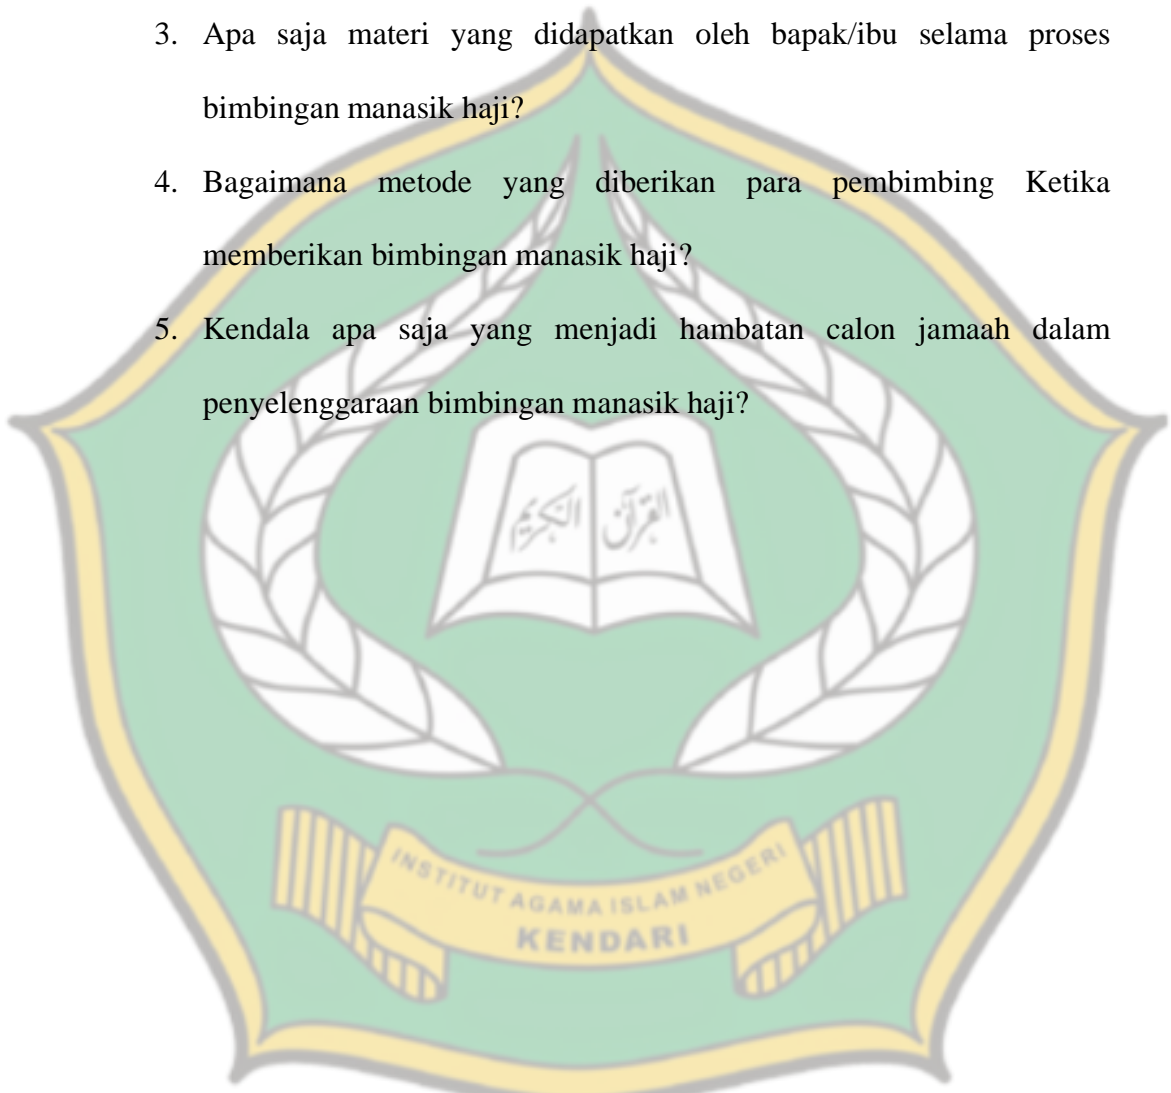 3. Apa saja materi yang didapatkan oleh bapak/ibu selama proses
bimbingan manasik haji?
4. Bagaimana metode yang diberikan para pembimbing Ketika
memberikan bimbingan manasik haji?
5. Kendala apa saja yang menjadi hambatan calon jamaah dalam
penyelenggaraan bimbingan manasik haji?
القرآن الكريم
INSTITUT AGAMA ISLAM NEGERI
KENDARI